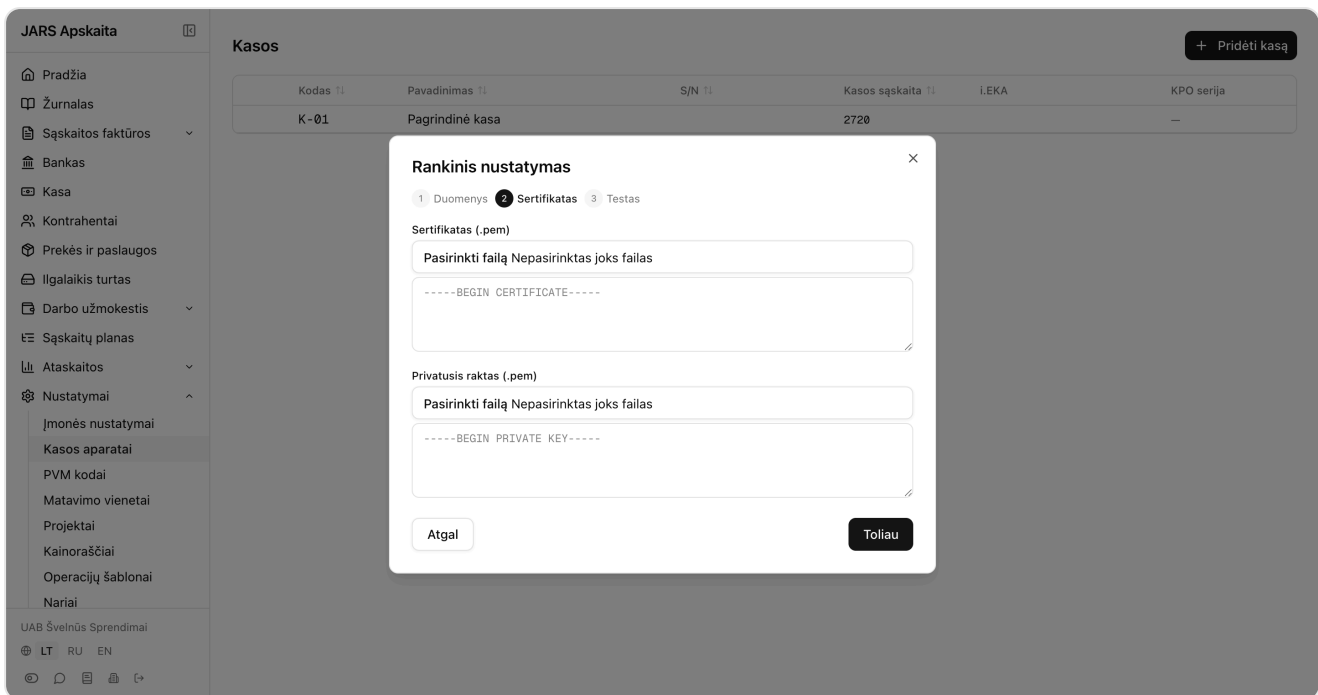 JARS Apskaita
Pradžia
Žurnalas
Sąskaitos faktūros
Bankas
Kasa
Kontrahentai
Prekės ir paslaugos
Ilgalaikis turtas
Darbo užmokestis
Sąskaitų planas
Ataskaitos
Nustatymai
Įmonės nustatymai
Kasos aparatai
PVM kodai
Matavimo vienetai
Projektai
Kainoraščiai
Operacijų šablonai
Nariai
UAB Švelnūs Sprendimai
LT RU EN
Kasos
+ Pridėti kasą
Kodas Pavadinimas S/N Kasos sąskaita i.EKA KPO serija
K-01 Pagrindinė kasa 2720 —
Rankinis nustatymas
1 Duomenys 2 Sertifikatas 3 Testas
Sertifikatas (.pem)
Pasirinkti failą Nepasirinktas joks failas
-----BEGIN CERTIFICATE-----
Privatusis raktas (.pem)
Pasirinkti failą Nepasirinktas joks failas
-----BEGIN PRIVATE KEY-----
Atgal Toliau